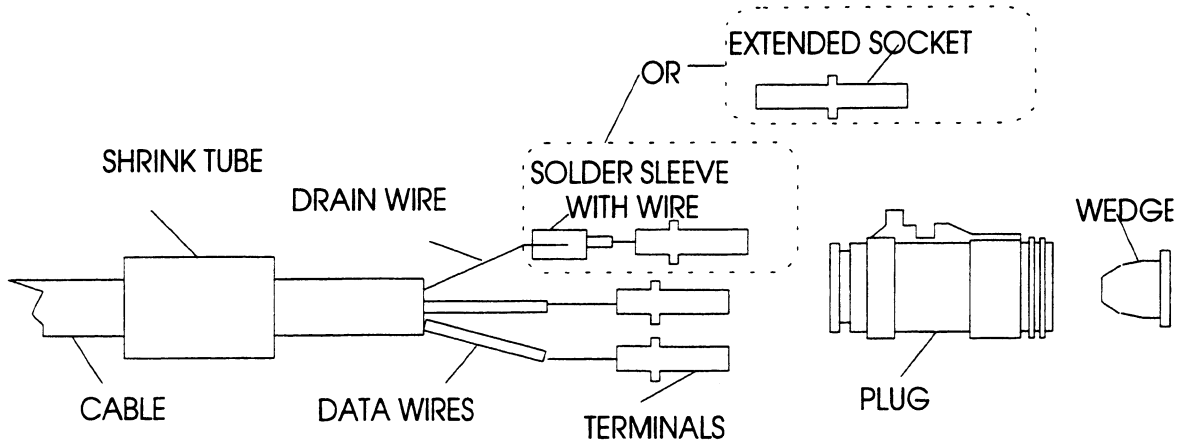 EXTENDED SOCKET
OR
SHRINK TUBE
SOLDER SLEEVE
WITH WIRE
DRAIN WIRE
WEDGE
CABLE
DATA WIRES
TERMINALS
PLUG